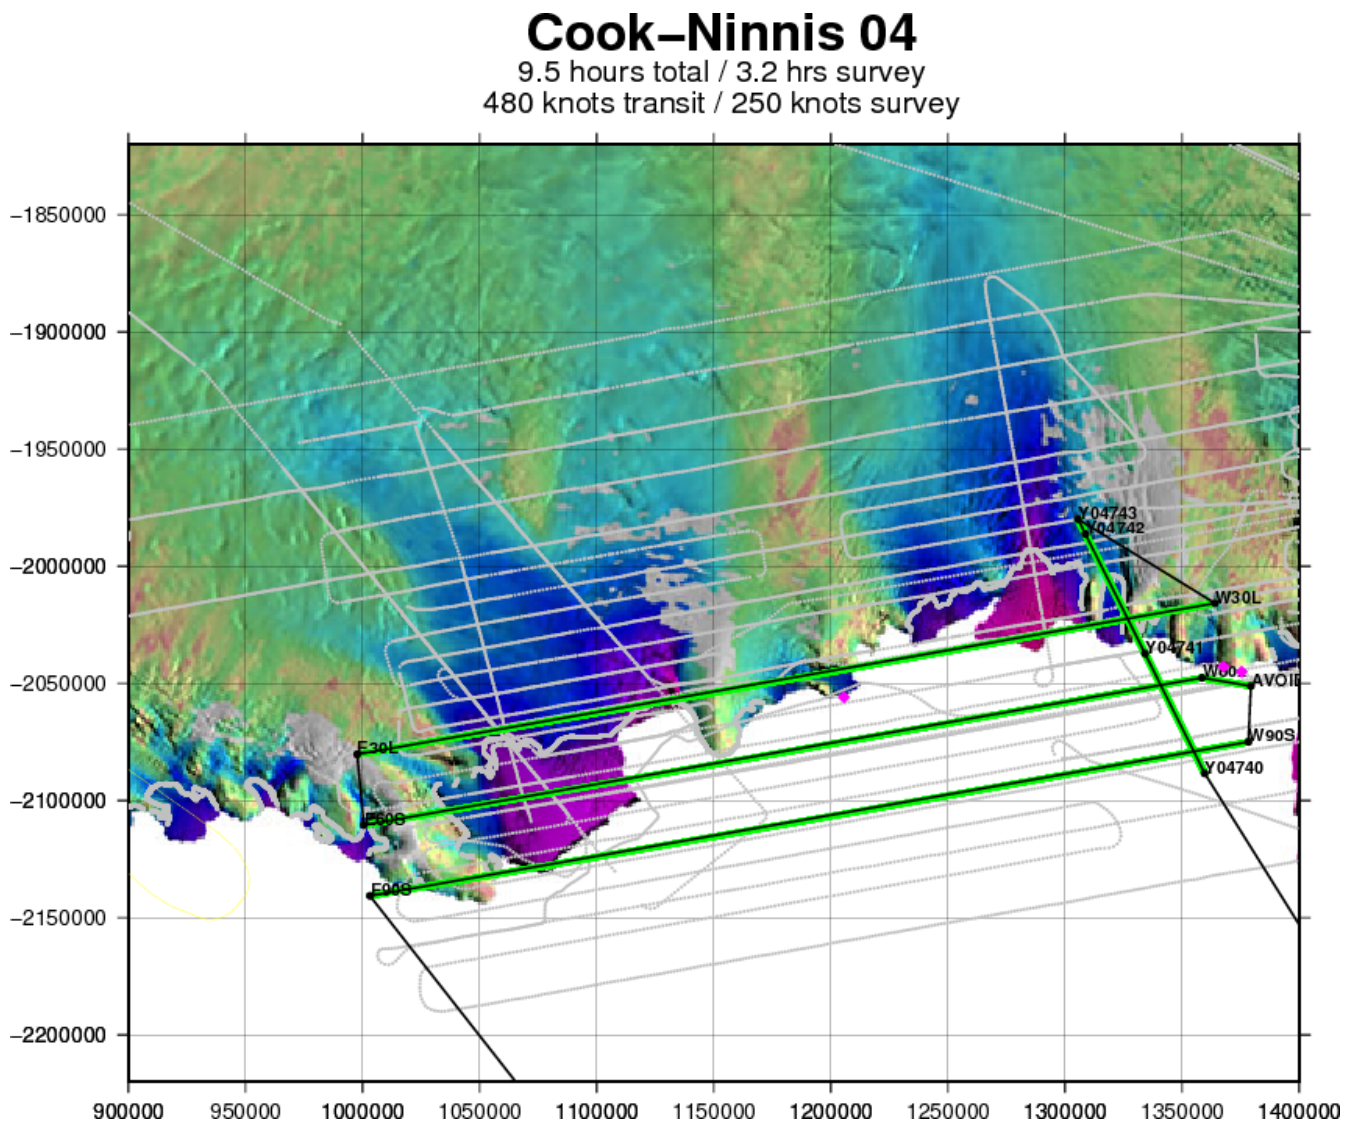 Cook–Ninnis 04
9.5 hours total / 3.2 hrs survey
480 knots transit / 250 knots survey
–1850000
–1900000
–1950000
Y04743
Y04742
–2000000
W30L
Y04741
–2050000
AVOID
E30L
W90S
Y04740
–2100000
E60S
E90S
–2150000
–2200000
900000 950000 1000000 1050000 1100000 1150000 1200000 1250000 1300000 1350000 1400000